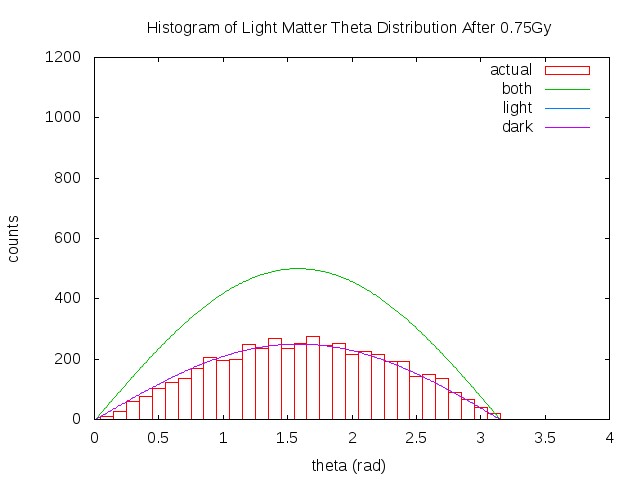 Histogram of Light Matter Theta Distribution After 0.75Gy
1200
1000
800
600
400
200
0
counts
actual
both
light
dark
0 0.5 1 1.5 2 2.5 3 3.5 4
theta (rad)